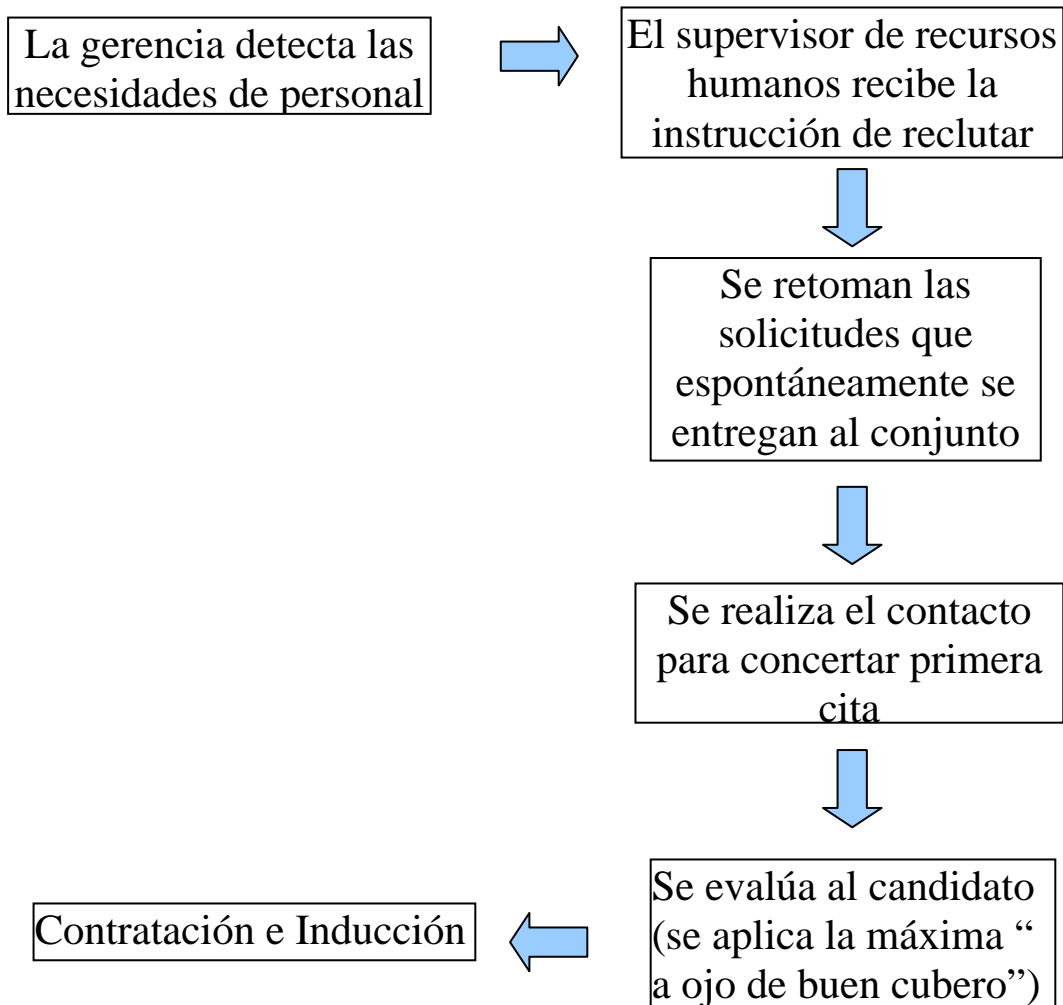 La gerencia detecta las
necesidades de personal
El supervisor de recursos
humanos recibe la
instrucción de reclutar
Se retoman las
solicitudes que
espontáneamente se
entregan al conjunto
Se realiza el contacto
para concertar primera
cita
Se evalúa al candidato
(se aplica la máxima “
a ojo de buen cubero”)
Contratación e Inducción